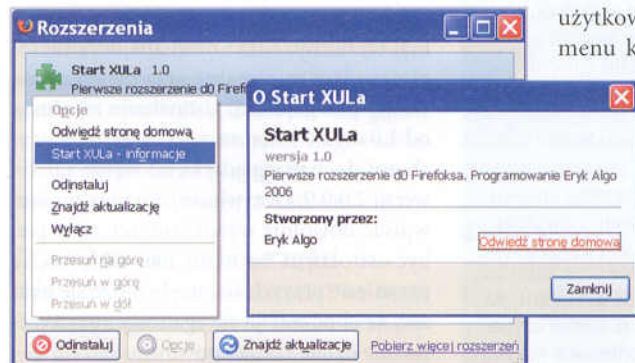 użytkow
menu k
Rozszerzenia
Start XULa 1.0
Pierwsze rozszerzenie d0 Firef
Opcje
Odwiedź stronę domową
Start XULa - informacje
Odinstaluj
Znajdź aktualizację
Wyłącz
Przesuń na górę
Przesuń w górę
Przesuń w dół
Odinstaluj
Opcje
Znajdź aktualizacje
Pobierz więcej rozszerzeń
O Start XULa
Start XULa
wersja 1.0
Pierwsze rozszerzenie d0 Firefoksa. Programowanie Eryk Algo
2006
Stworzony przez:
Eryk Algo
Odwiedź stronę domową
Zamknij